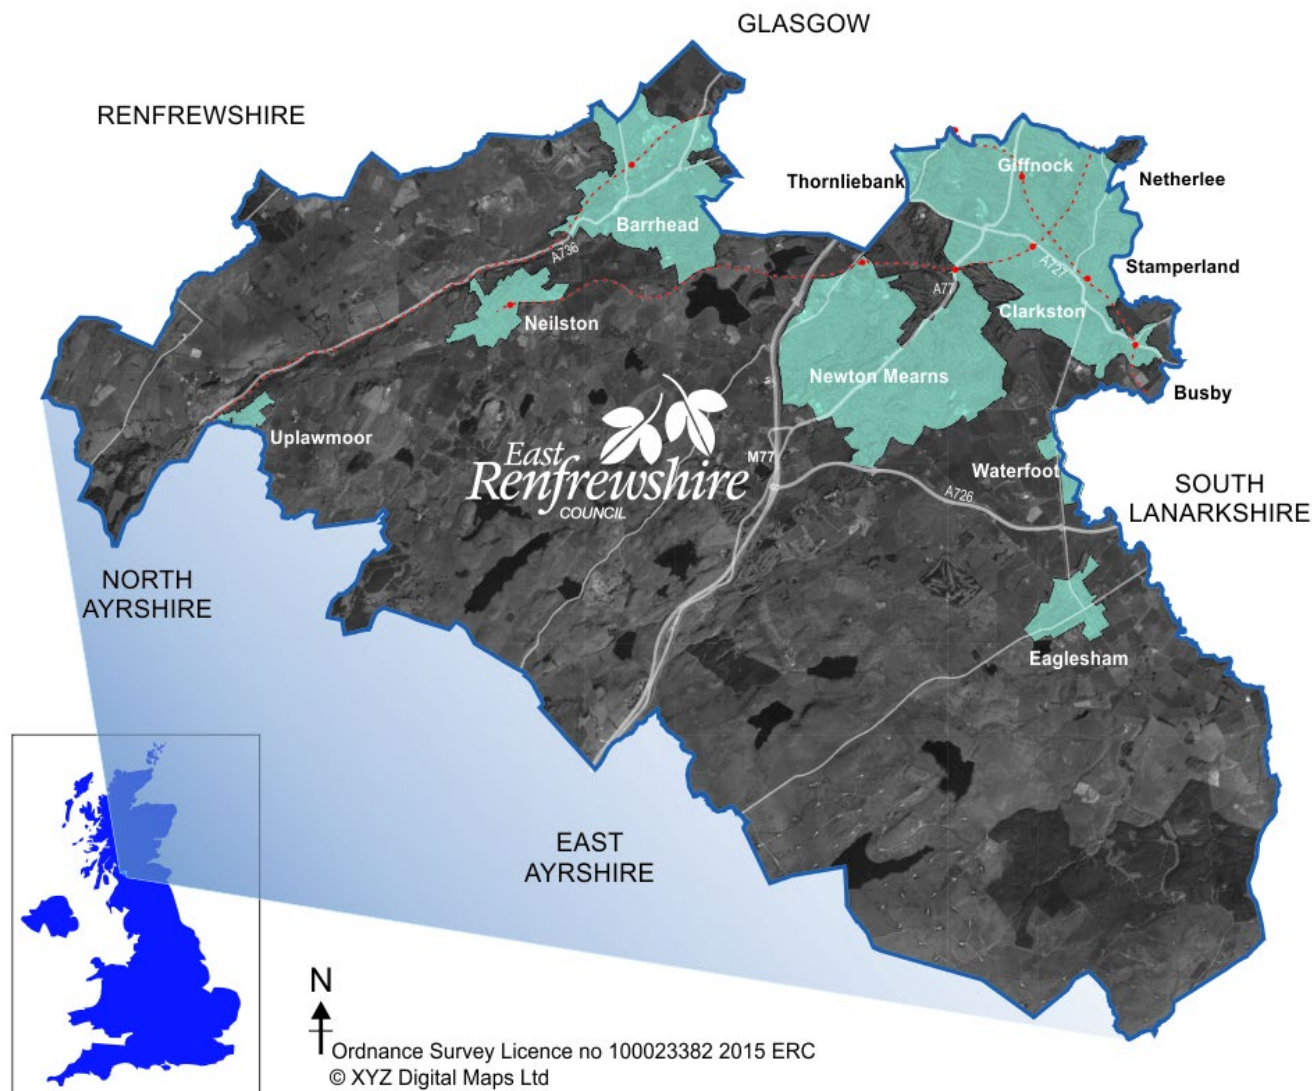 GLASGOW
RENFREWSHIRE
Thornliebank
Giffnock
Netherlee
Barrhead
A736
A727
Stamperland
A77
Clarkston
Neilston
Newton Mearns
Busby
Uplawmoor
East
Renfrewshire
COUNCIL
M77
Waterfoot
A726
SOUTH
LANARKSHIRE
NORTH
AYRSHIRE
Eaglesham
EAST
AYRSHIRE
N
Ordnance Survey Licence no 100023382 2015 ERC
© XYZ Digital Maps Ltd